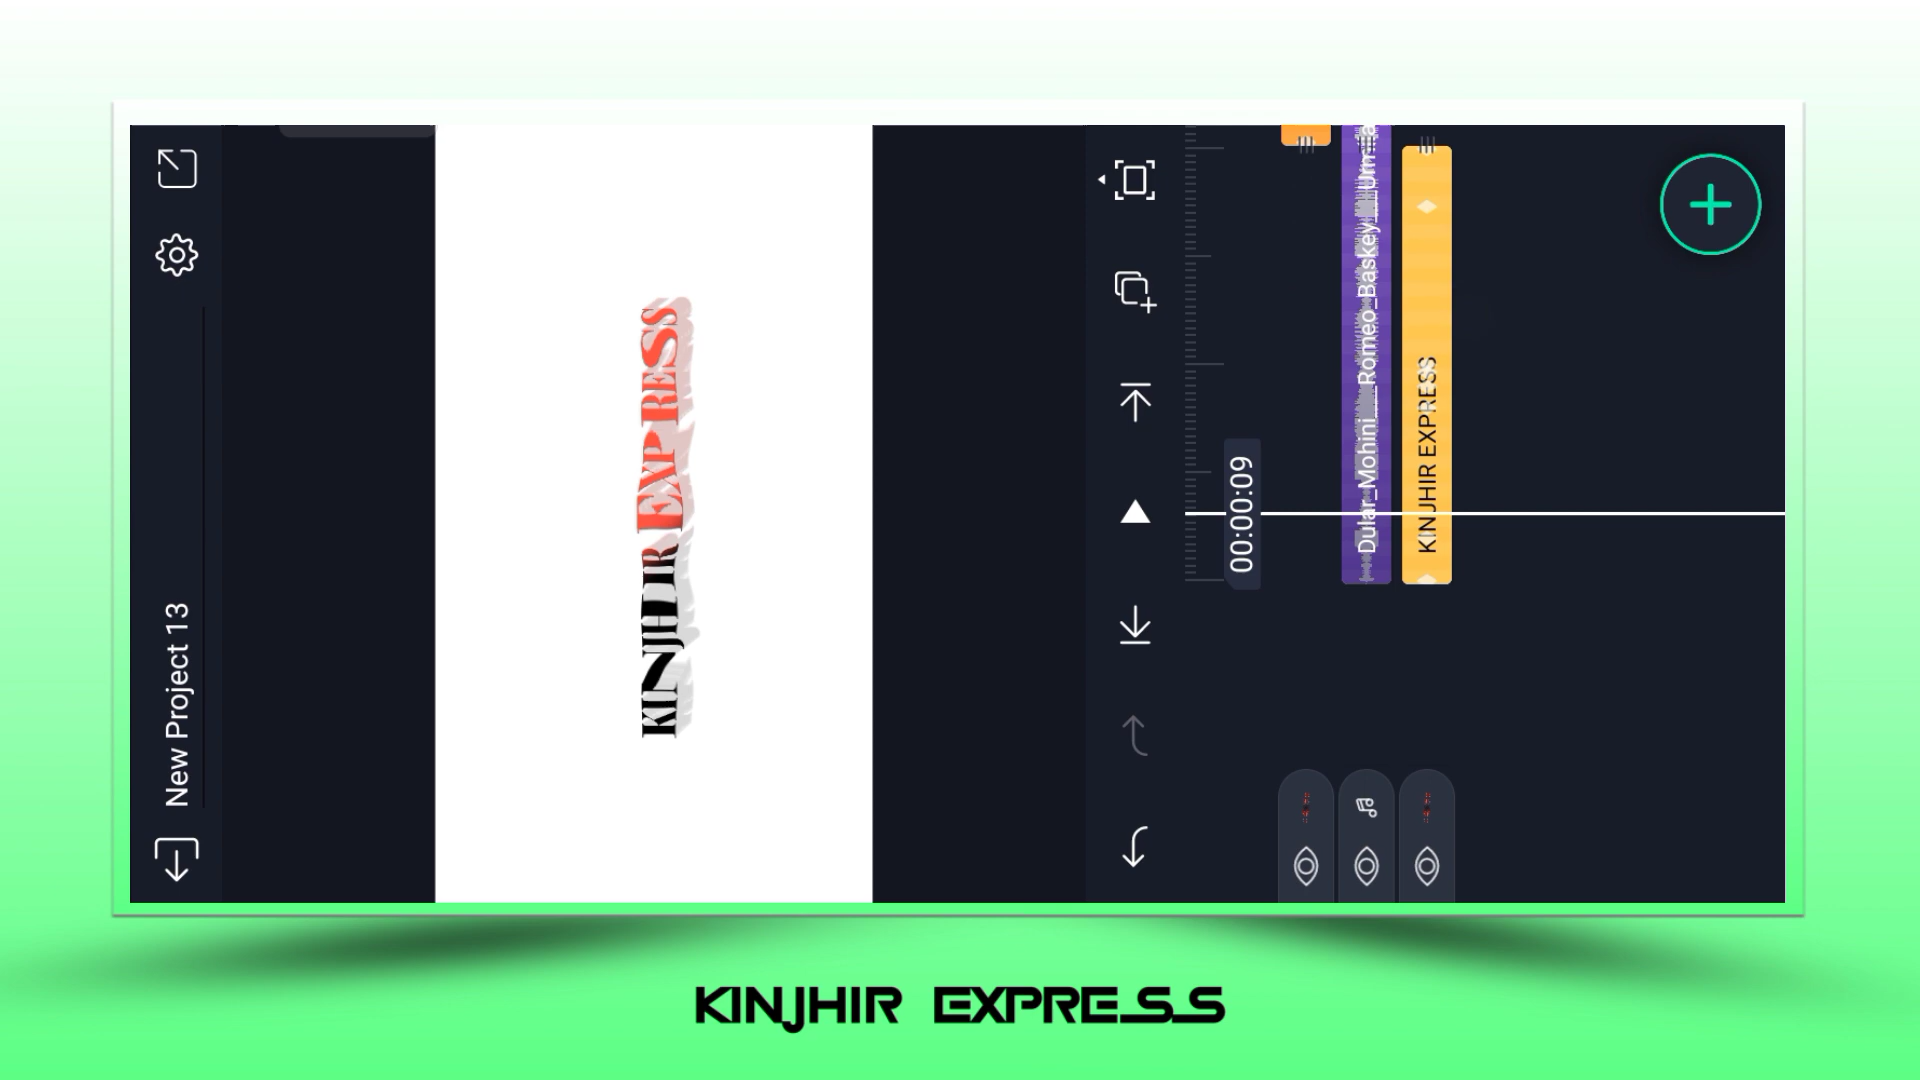 New Project 13
KINJHIR EXPRESS
00:00:09
Dular_Mohini__Romeo_Baskey
KINJHIR EXPRESS
KINJHIR EXPRESS